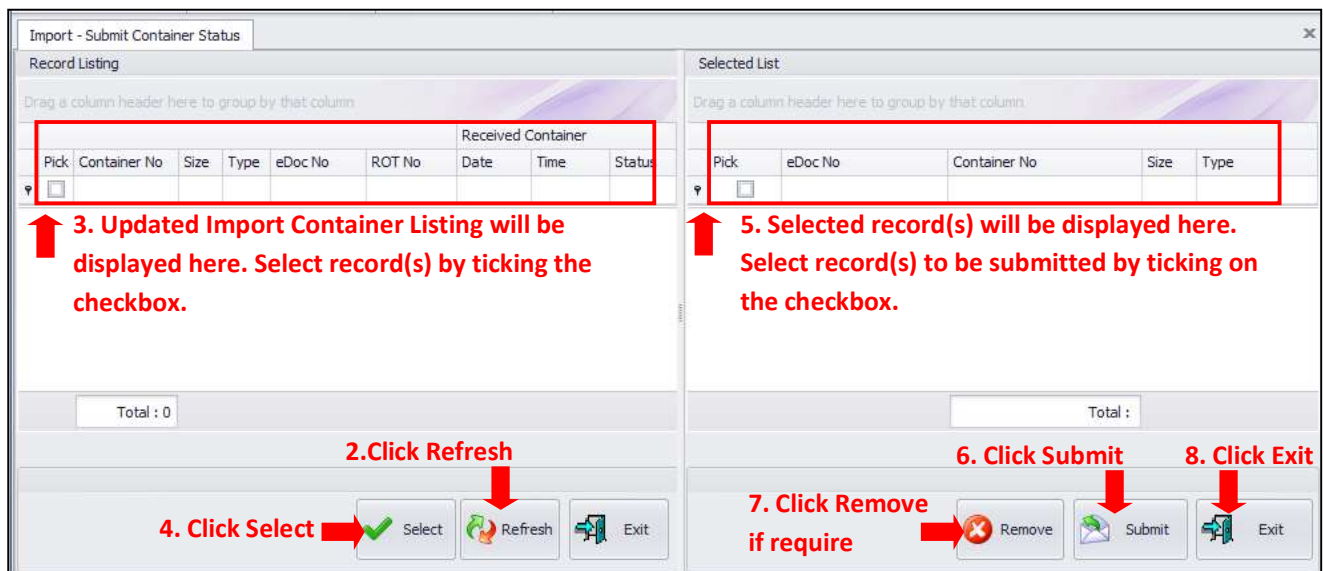 Import - Submit Container Status
Record Listing
Drag a column header here to group by that column
Received Container
Pick Container No Size Type eDoc No ROT No Date Time Status
3. Updated Import Container Listing will be
displayed here. Select record(s) by ticking the
checkbox.
Total : 0
2.Click Refresh
4. Click Select
Select Refresh Exit
Selected List
Drag a column header here to group by that column
Pick eDoc No Container No Size Type
5. Selected record(s) will be displayed here.
Select record(s) to be submitted by ticking on
the checkbox.
Total :
6. Click Submit 8. Click Exit
7. Click Remove
if require
Remove Submit Exit